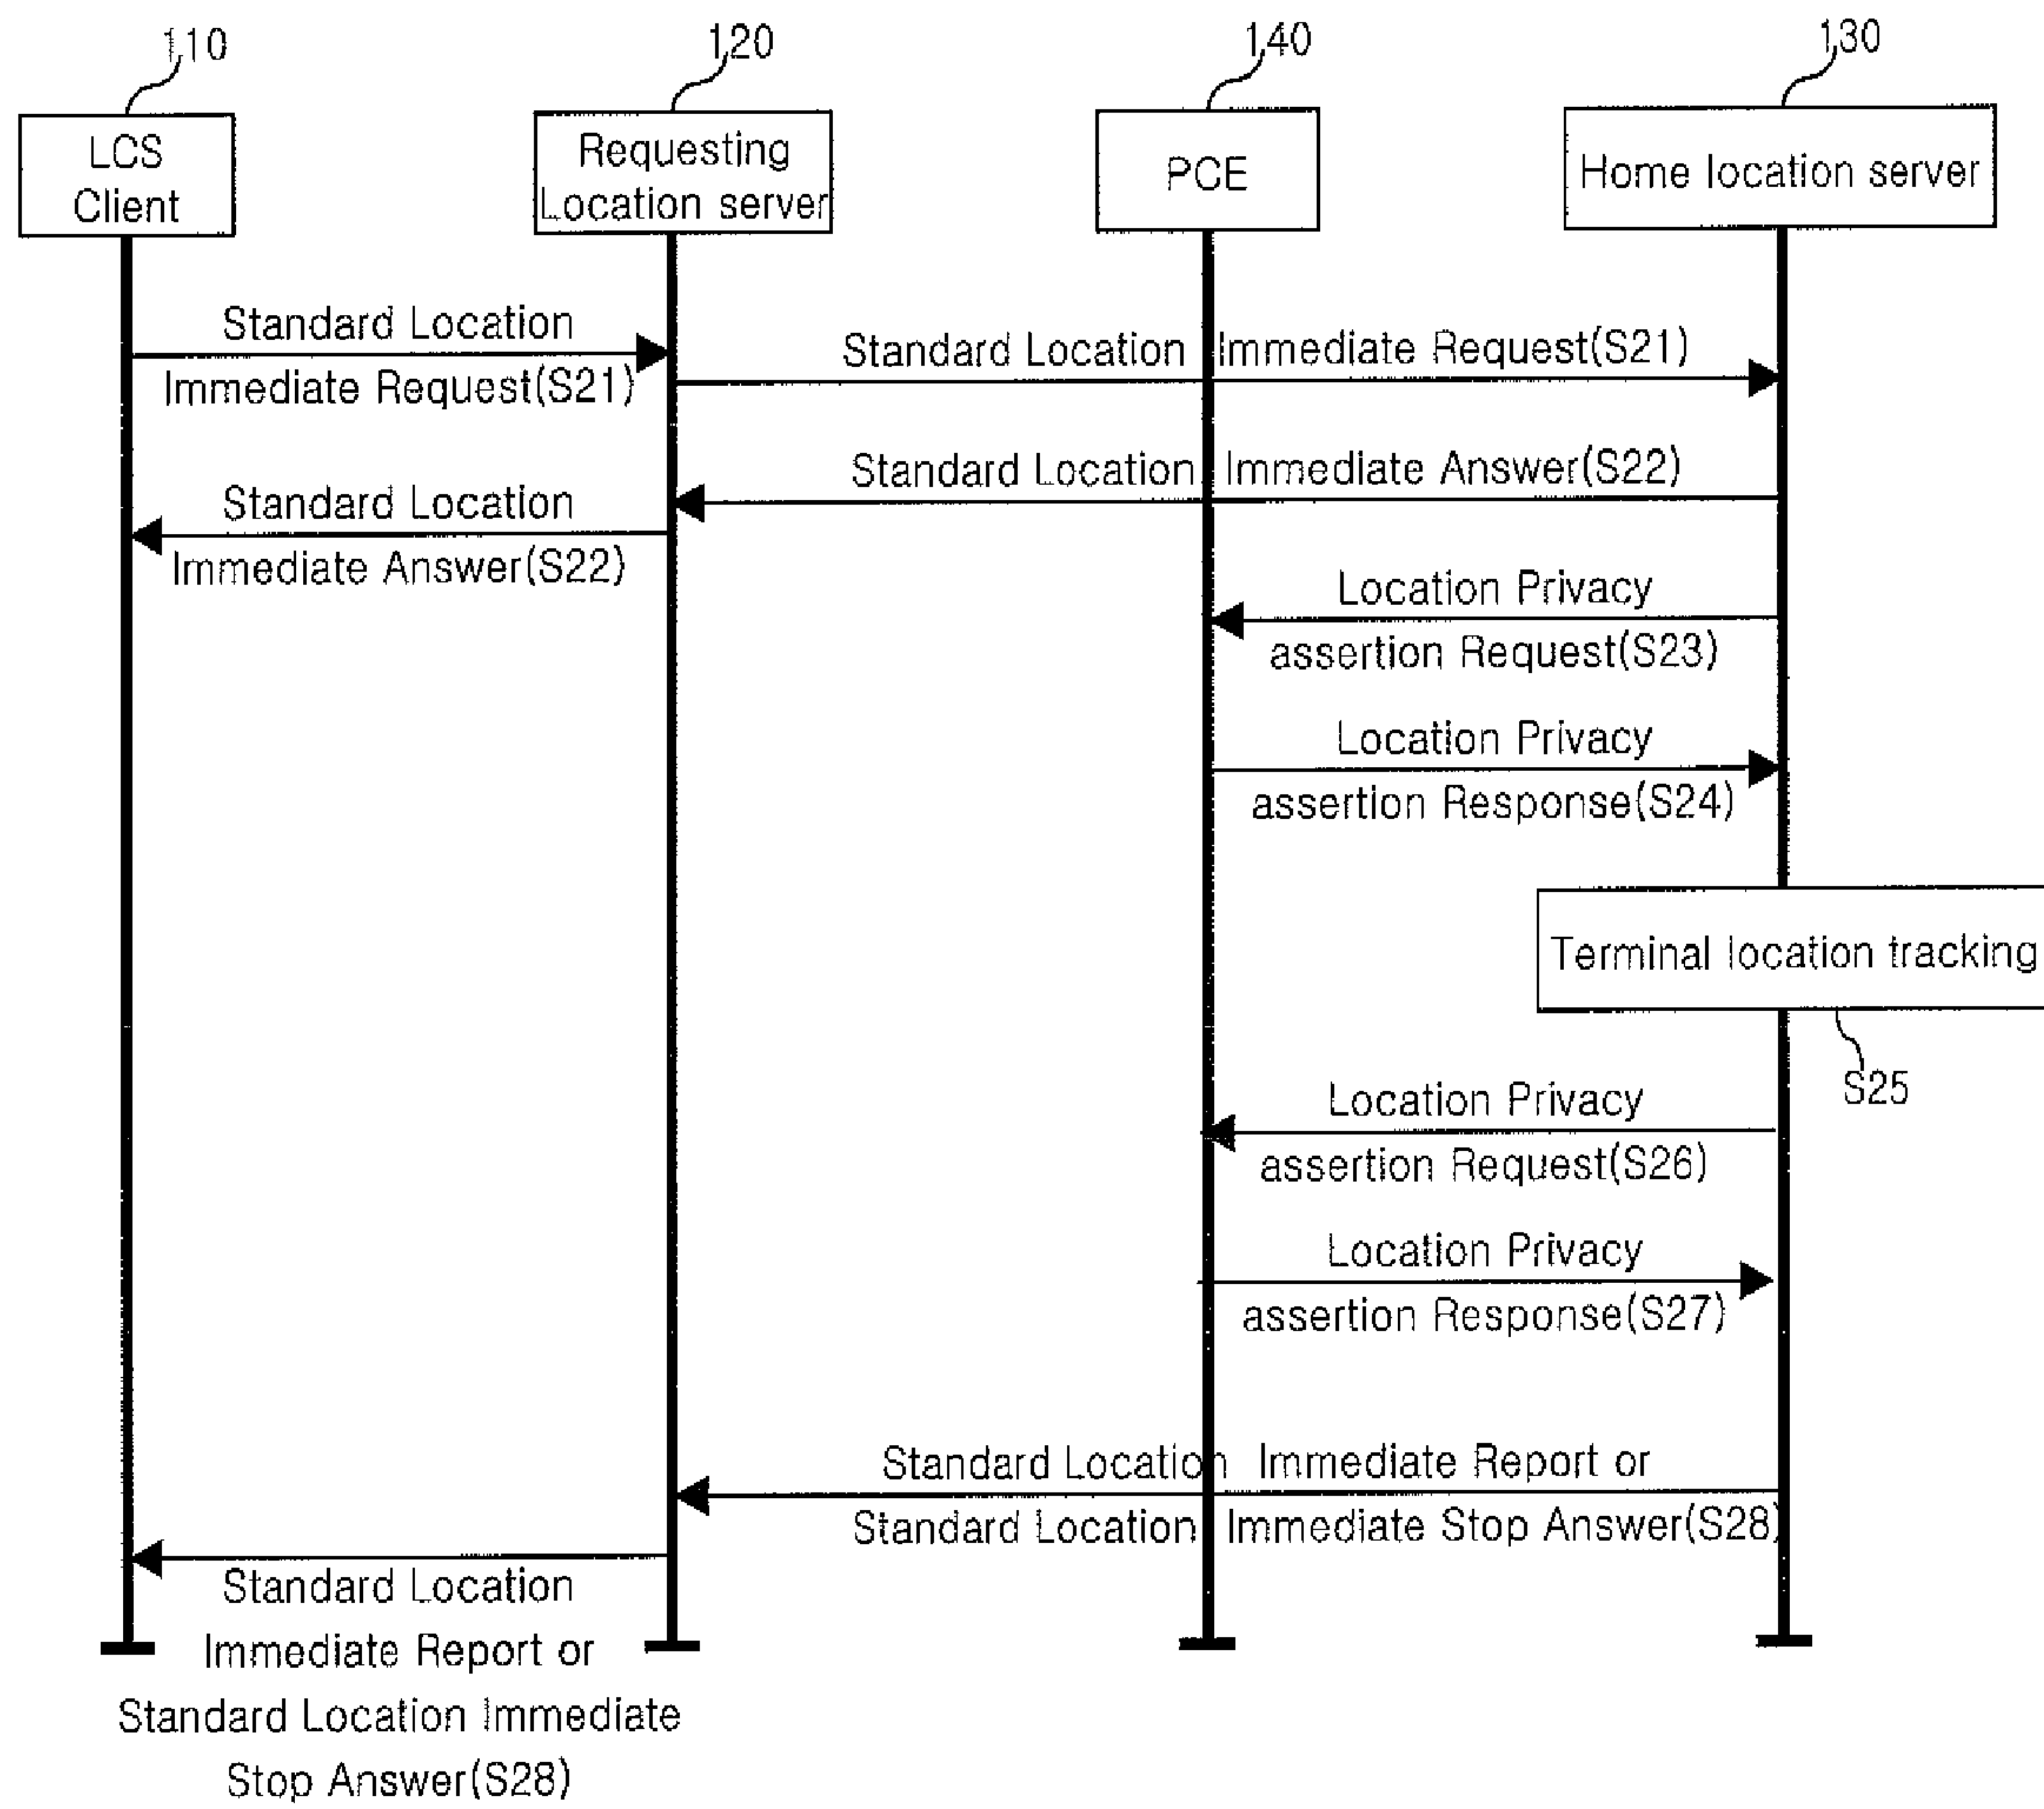 110
120
140
130
LCS
Client
Requesting
Location server
PCE
Home location server
Standard Location
Immediate Request(S21)
Standard Location Immediate Request(S21)
Standard Location Immediate Answer(S22)
Standard Location
Immediate Answer(S22)
Location Privacy
assertion Request(S23)
Location Privacy
assertion Response(S24)
Terminal location tracking
S25
Location Privacy
assertion Request(S26)
Location Privacy
assertion Response(S27)
Standard Location Immediate Report or
Standard Location Immediate Stop Answer(S28)
Standard Location
Immediate Report or
Standard Location Immediate
Stop Answer(S28)